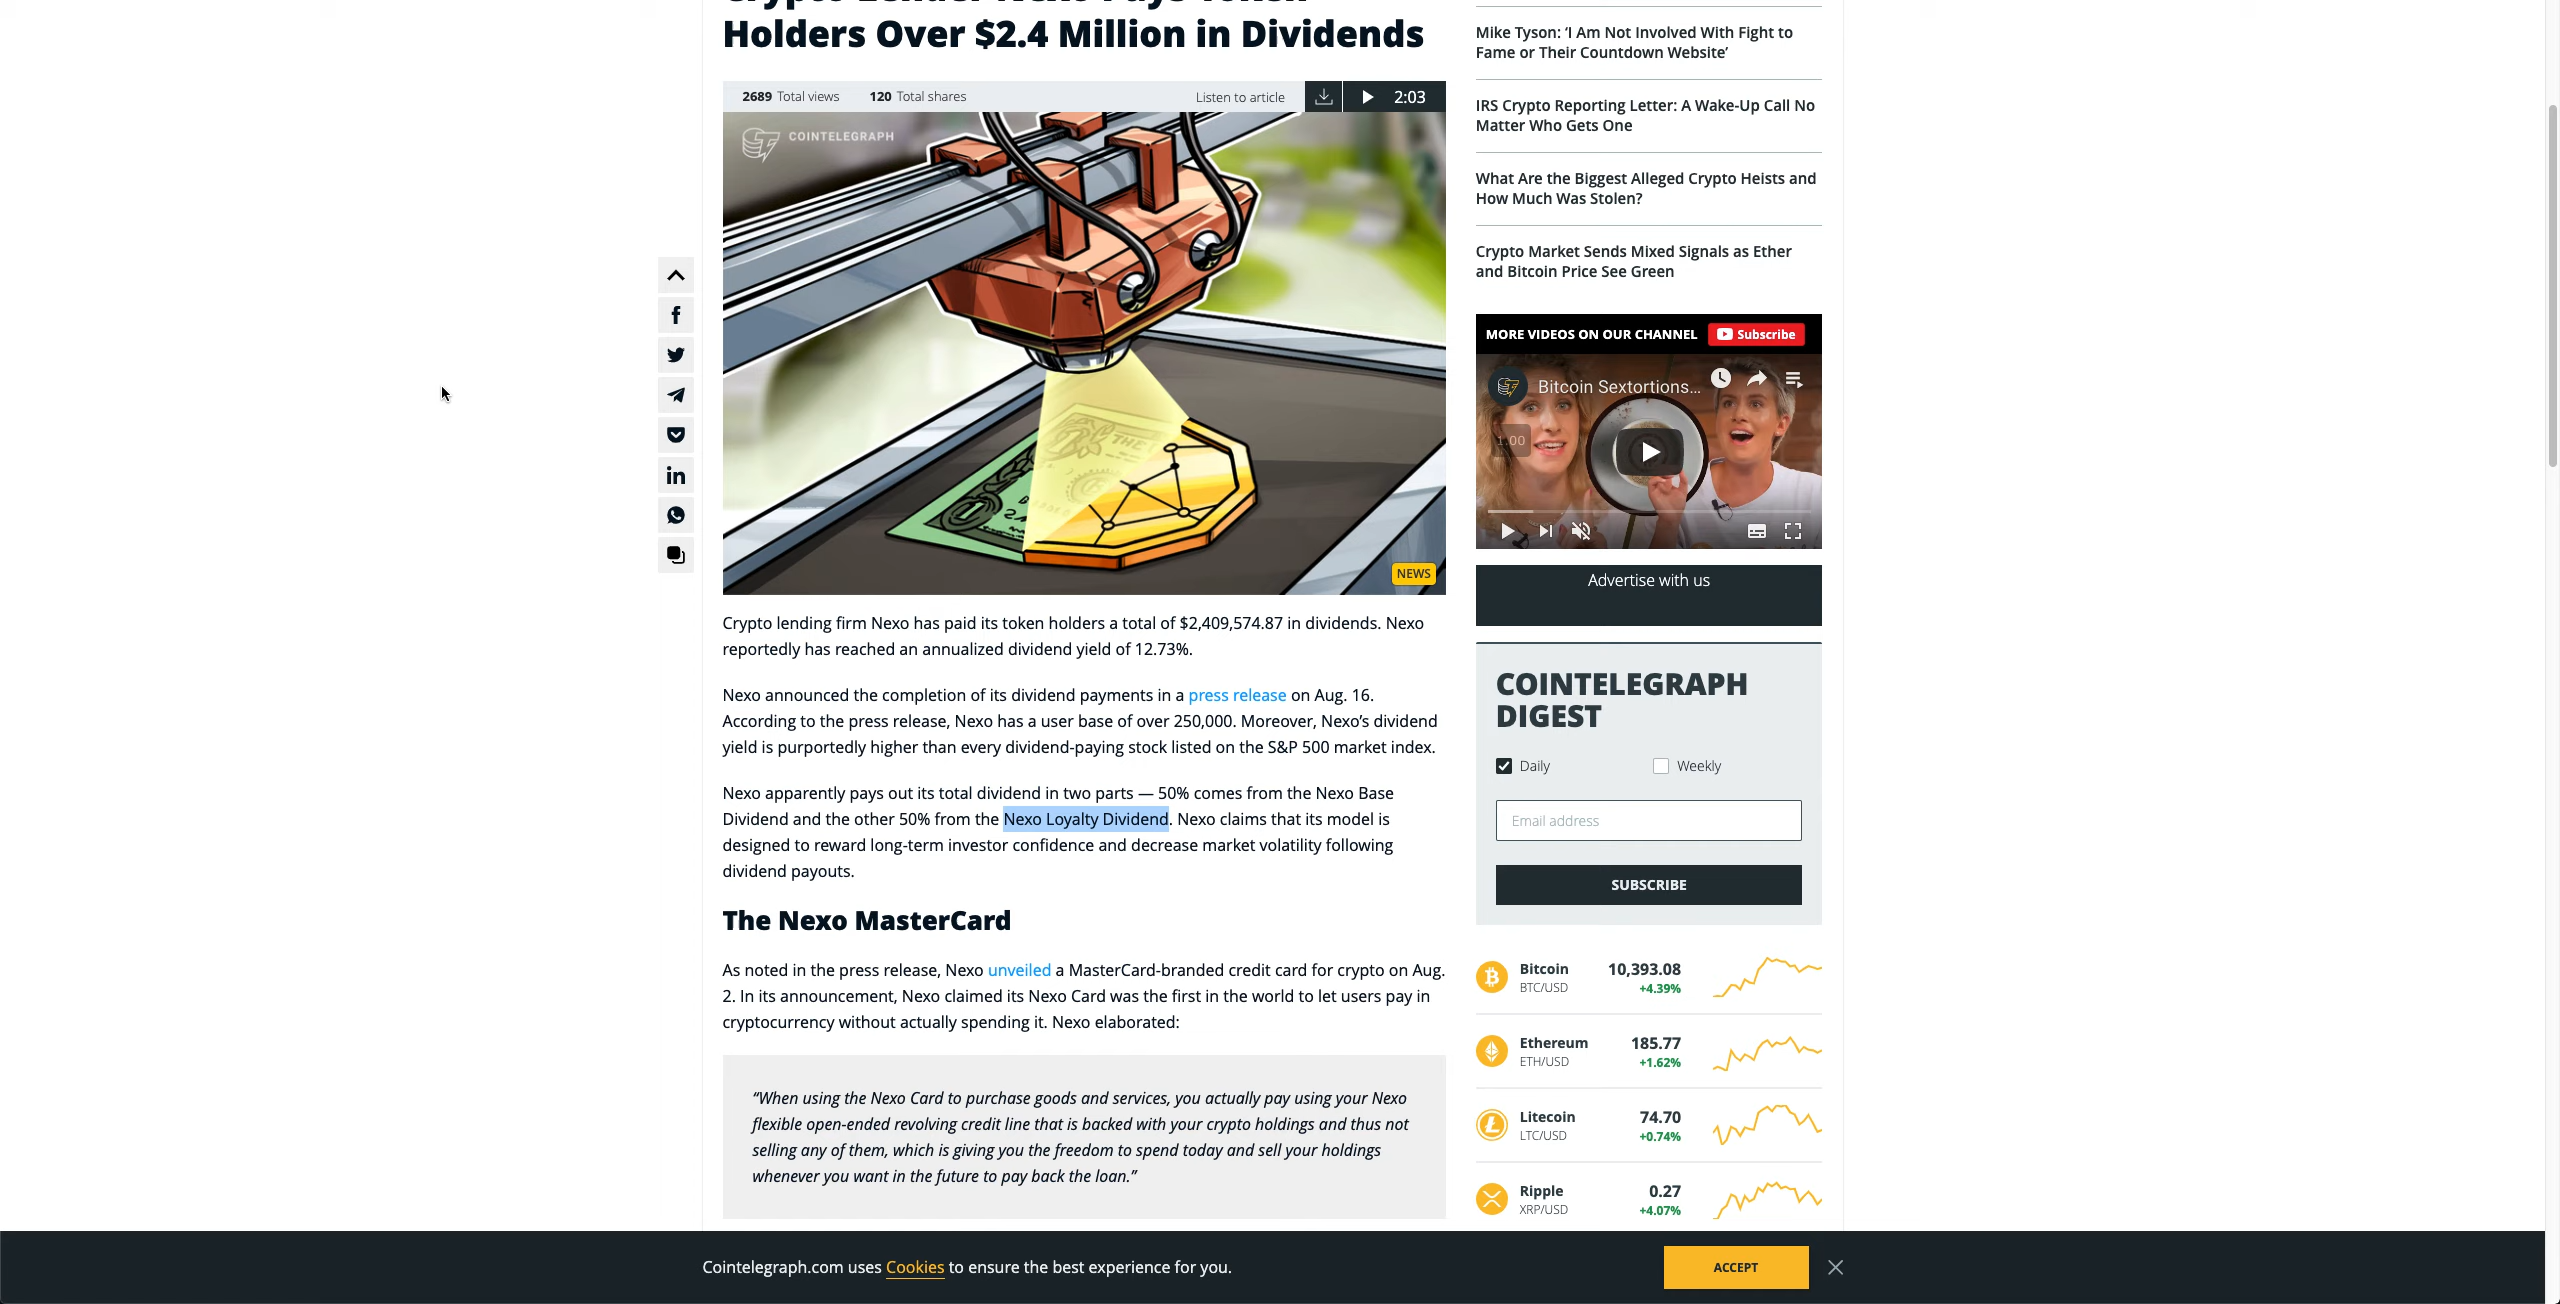 Crypto Lender Nexo Pays Token
Holders Over $2.4 Million in Dividends
2689 Total views 120 Total shares Listen to article 2:03
COINTELEGRAPH
NEWS
Crypto lending firm Nexo has paid its token holders a total of $2,409,574.87 in dividends. Nexo
reportedly has reached an annualized dividend yield of 12.73%.
Nexo announced the completion of its dividend payments in a press release on Aug. 16.
According to the press release, Nexo has a user base of over 250,000. Moreover, Nexo’s dividend
yield is purportedly higher than every dividend-paying stock listed on the S&P 500 market index.
Nexo apparently pays out its total dividend in two parts — 50% comes from the Nexo Base
Dividend and the other 50% from the Nexo Loyalty Dividend. Nexo claims that its model is
designed to reward long-term investor confidence and decrease market volatility following
dividend payouts.
The Nexo MasterCard
As noted in the press release, Nexo unveiled a MasterCard-branded credit card for crypto on Aug.
2. In its announcement, Nexo claimed its Nexo Card was the first in the world to let users pay in
cryptocurrency without actually spending it. Nexo elaborated:
“When using the Nexo Card to purchase goods and services, you actually pay using your Nexo
flexible open-ended revolving credit line that is backed with your crypto holdings and thus not
selling any of them, which is giving you the freedom to spend today and sell your holdings
whenever you want in the future to pay back the loan.”
Mike Tyson: ‘I Am Not Involved With Fight to
Fame or Their Countdown Website’
IRS Crypto Reporting Letter: A Wake-Up Call No
Matter Who Gets One
What Are the Biggest Alleged Crypto Heists and
How Much Was Stolen?
Crypto Market Sends Mixed Signals as Ether
and Bitcoin Price See Green
MORE VIDEOS ON OUR CHANNEL Subscribe
Bitcoin Sextortions...
1:00
Advertise with us
COINTELEGRAPH
DIGEST
Daily Weekly
Email address
SUBSCRIBE
Bitcoin 10,393.08
BTC/USD +4.39%
Ethereum 185.77
ETH/USD +1.62%
Litecoin 74.70
LTC/USD +0.74%
Ripple 0.27
XRP/USD +4.07%
Cointelegraph.com uses Cookies to ensure the best experience for you.
ACCEPT